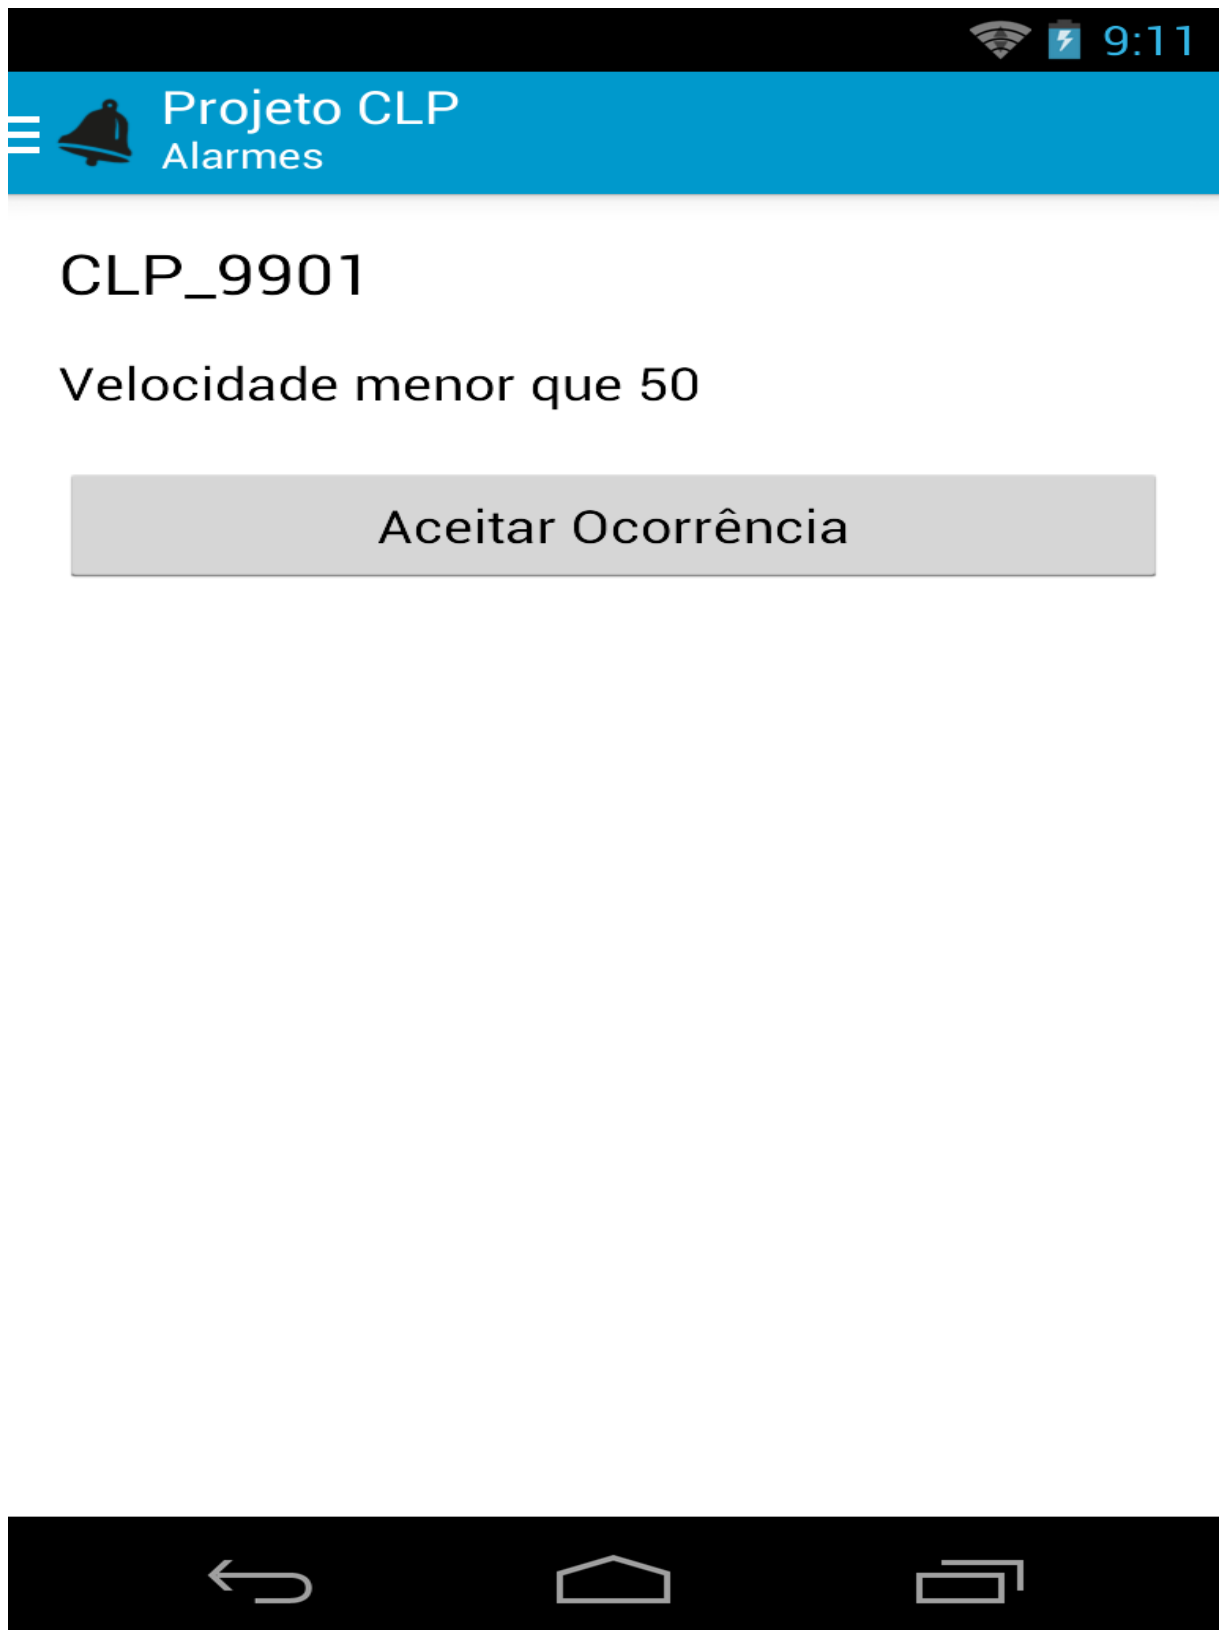 9:11
Projeto CLP
Alarmes
CLP_9901
Velocidade menor que 50
Aceitar Ocorrência